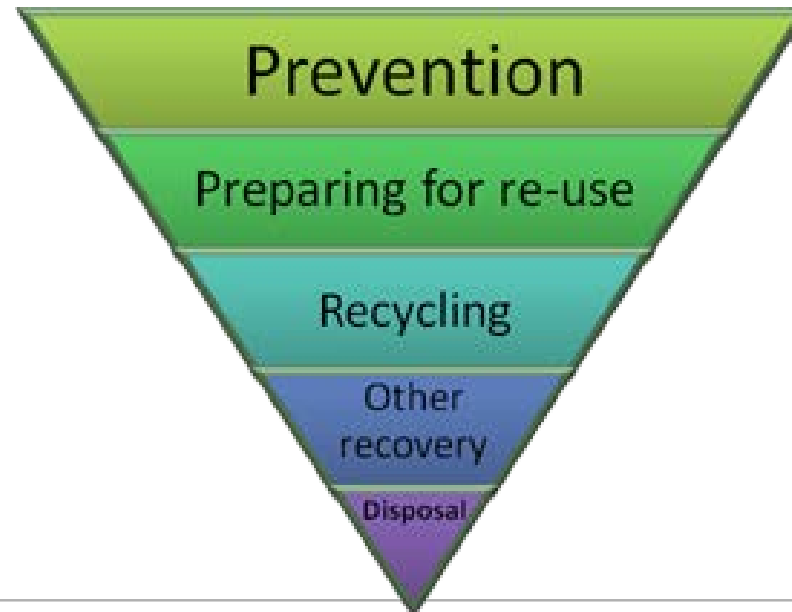 Prevention
Preparing for re-use
Recycling
Other
recovery
Disposal